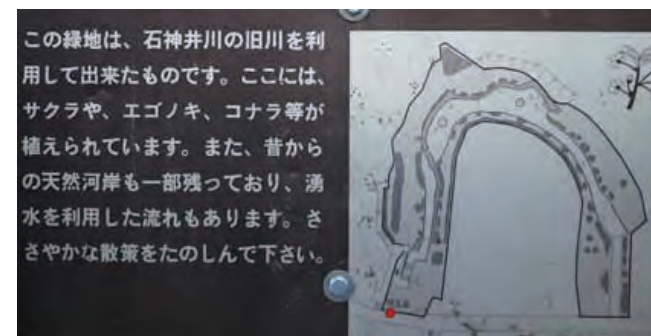 この緑地は、石神井川の旧川を利
用して出来たものです。ここには、
サクラや、エゴノキ、コナラ等が
植えられています。また、昔から
の天然河岸も一部残っており、湧
水を利用した流れもあります。さ
さやかな散策をたのしんで下さい。
現在地